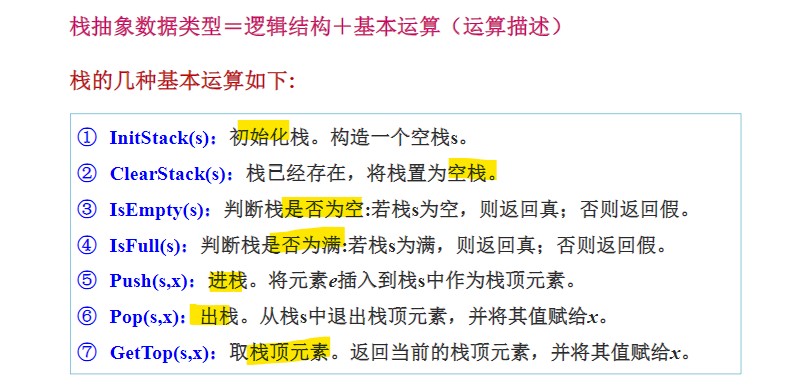 栈抽象数据类型＝逻辑结构＋基本运算（运算描述）
栈的几种基本运算如下:
① InitStack(s)：初始化栈。构造一个空栈s。
② ClearStack(s)：栈已经存在，将栈置为空栈。
③ IsEmpty(s)：判断栈是否为空:若栈s为空，则返回真；否则返回假。
④ IsFull(s)：判断栈是否为满:若栈s为满，则返回真；否则返回假。
⑤ Push(s,x)：进栈。将元素e插入到栈s中作为栈顶元素。
⑥ Pop(s,x)：出栈。从栈s中退出栈顶元素，并将其值赋给x。
⑦ GetTop(s,x)：取栈顶元素。返回当前的栈顶元素，并将其值赋给x。